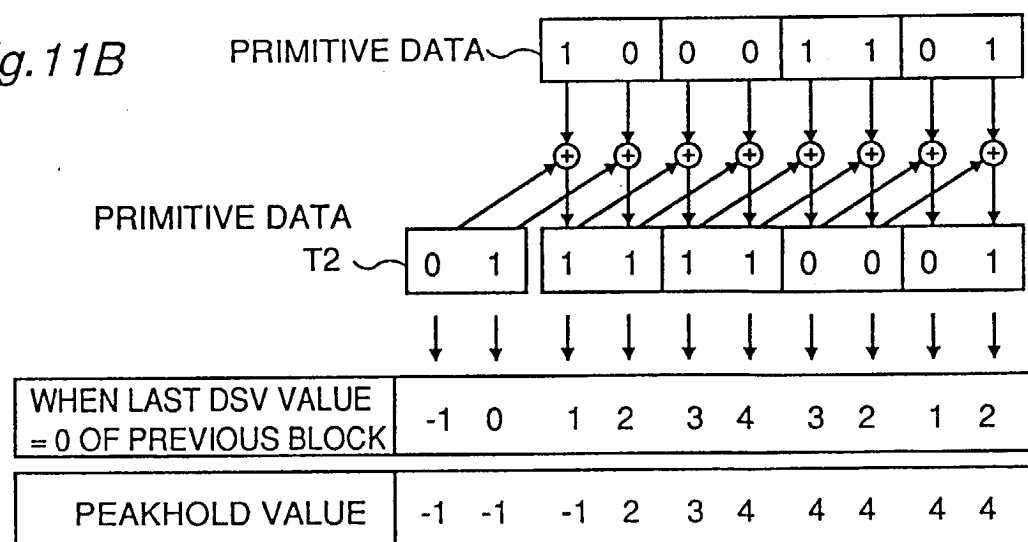 g.11B
PRIMITIVE DATA 1 0 0 0 1 1 0 1
+ + + + + + + +
PRIMITIVE DATA
T2 0 1 1 1 1 1 0 0 0 1
WHEN LAST DSV VALUE
= 0 OF PREVIOUS BLOCK -1 0 1 2 3 4 3 2 1 2
PEAKHOLD VALUE -1 -1 -1 2 3 4 4 4 4 4